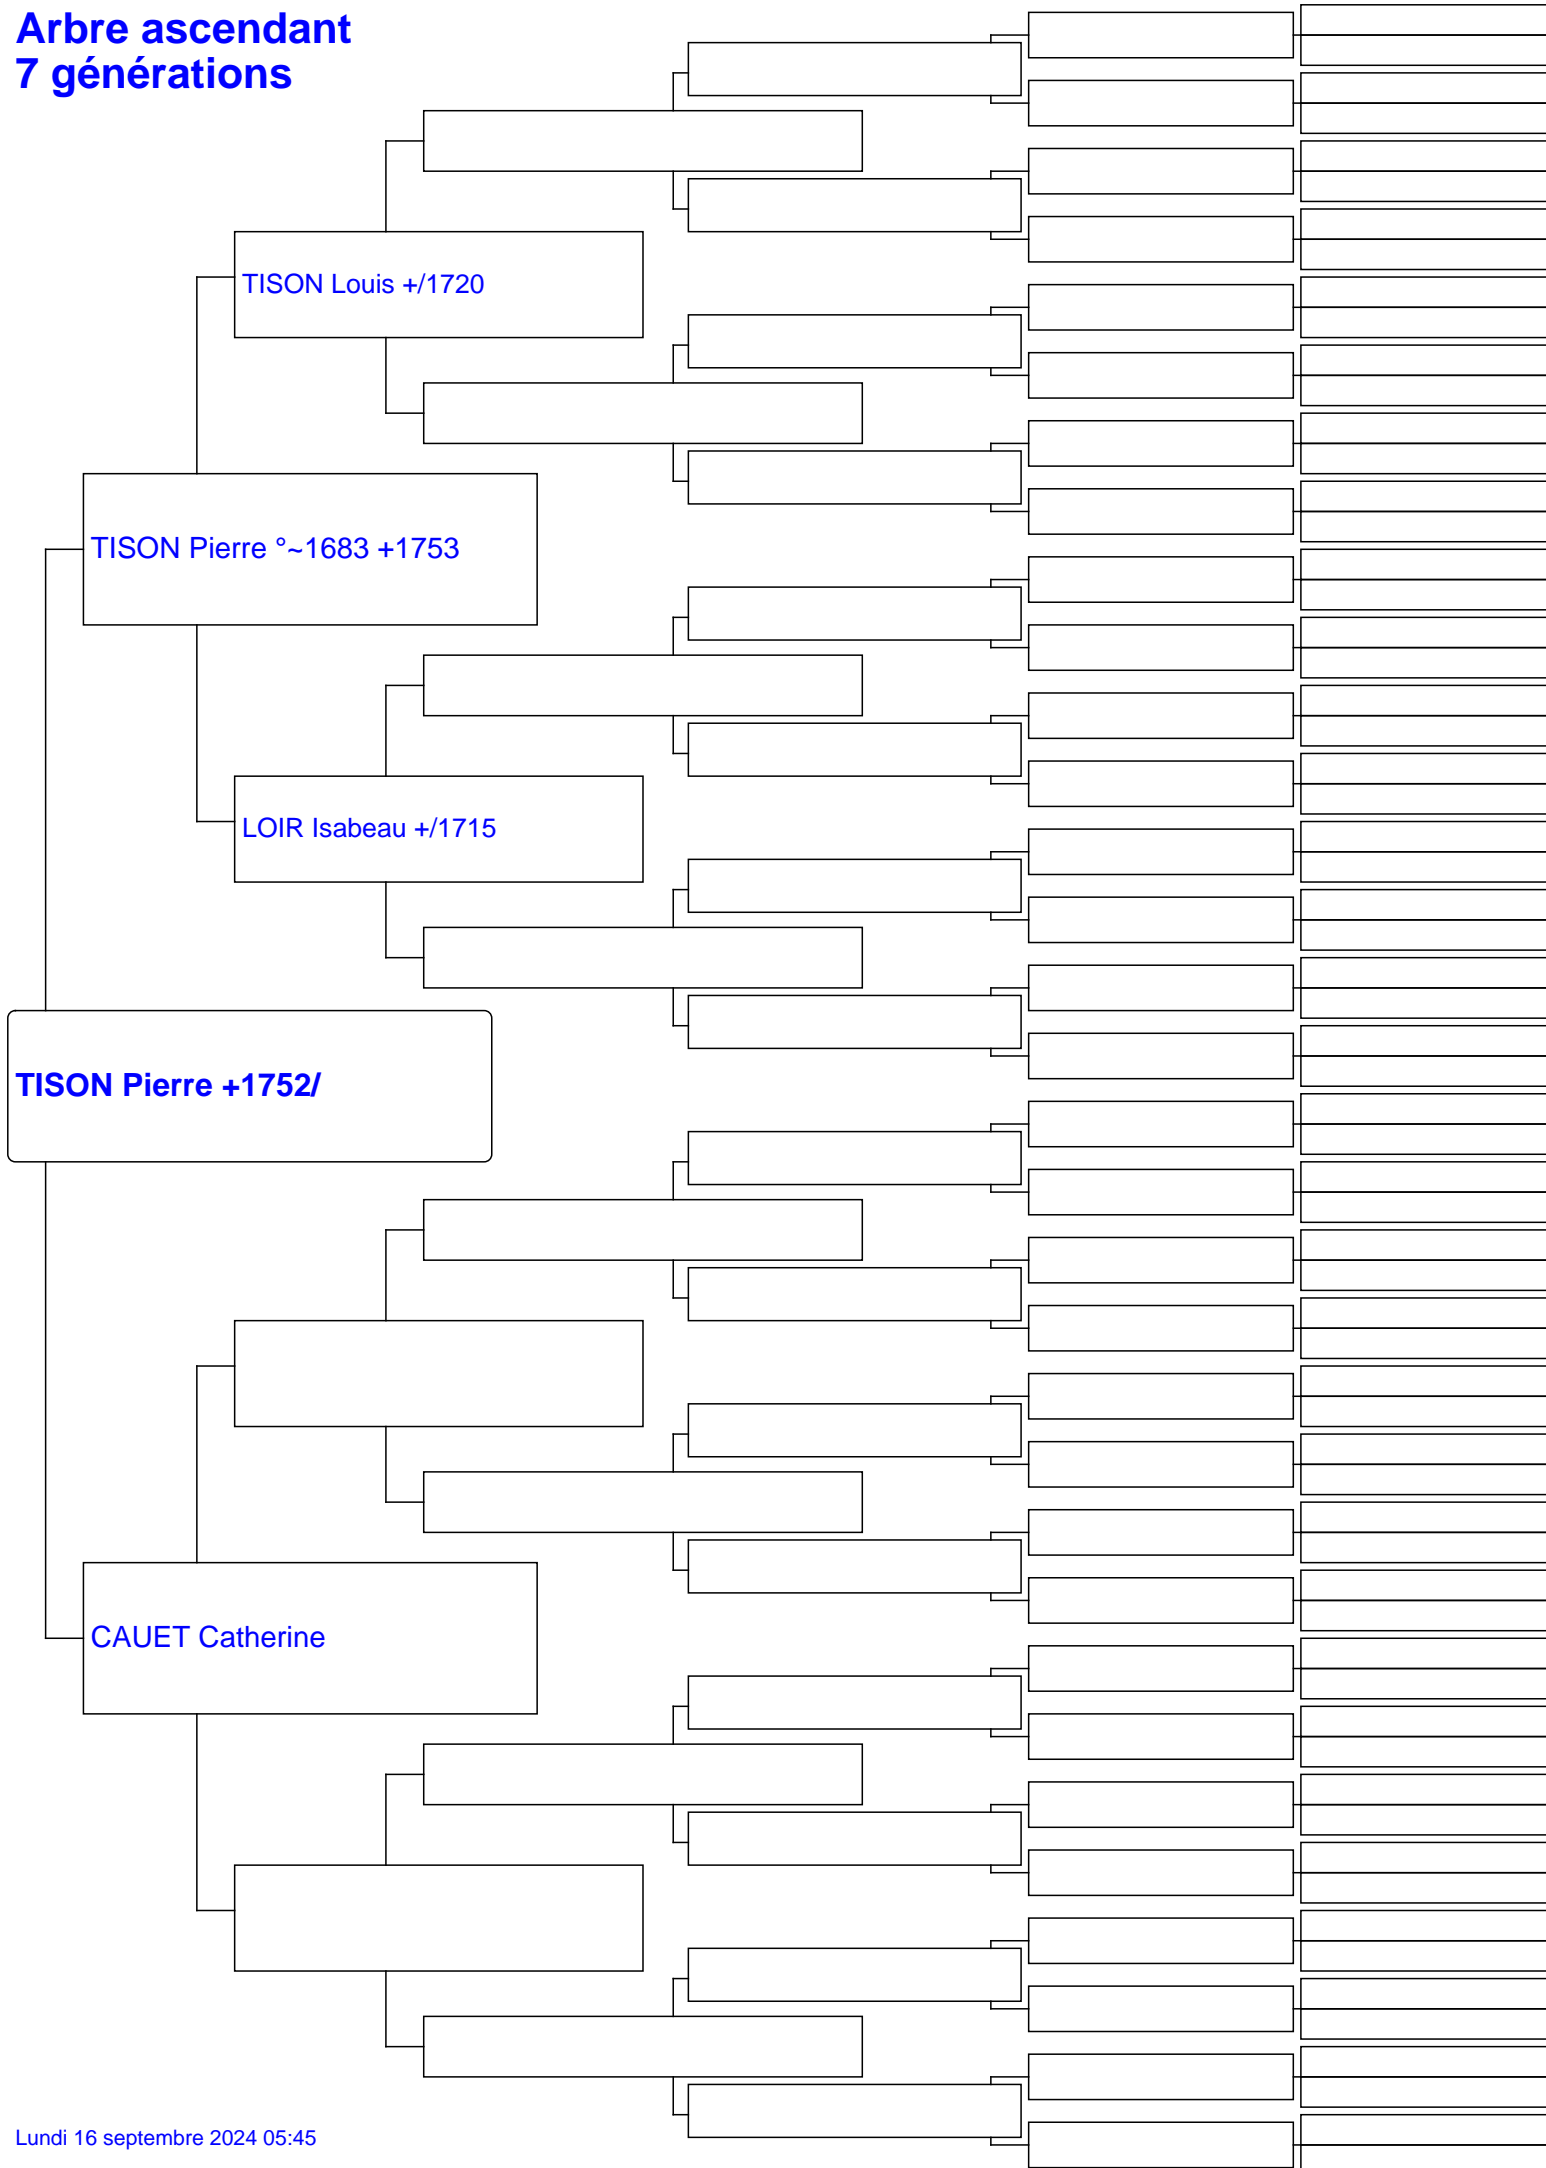 Arbre ascendant
7 générations
TISON Louis +/1720
TISON Pierre °~1683 +1753
LOIR Isabeau +/1715
TISON Pierre +1752/
CAUET Catherine
Lundi 16 septembre 2024 05:45